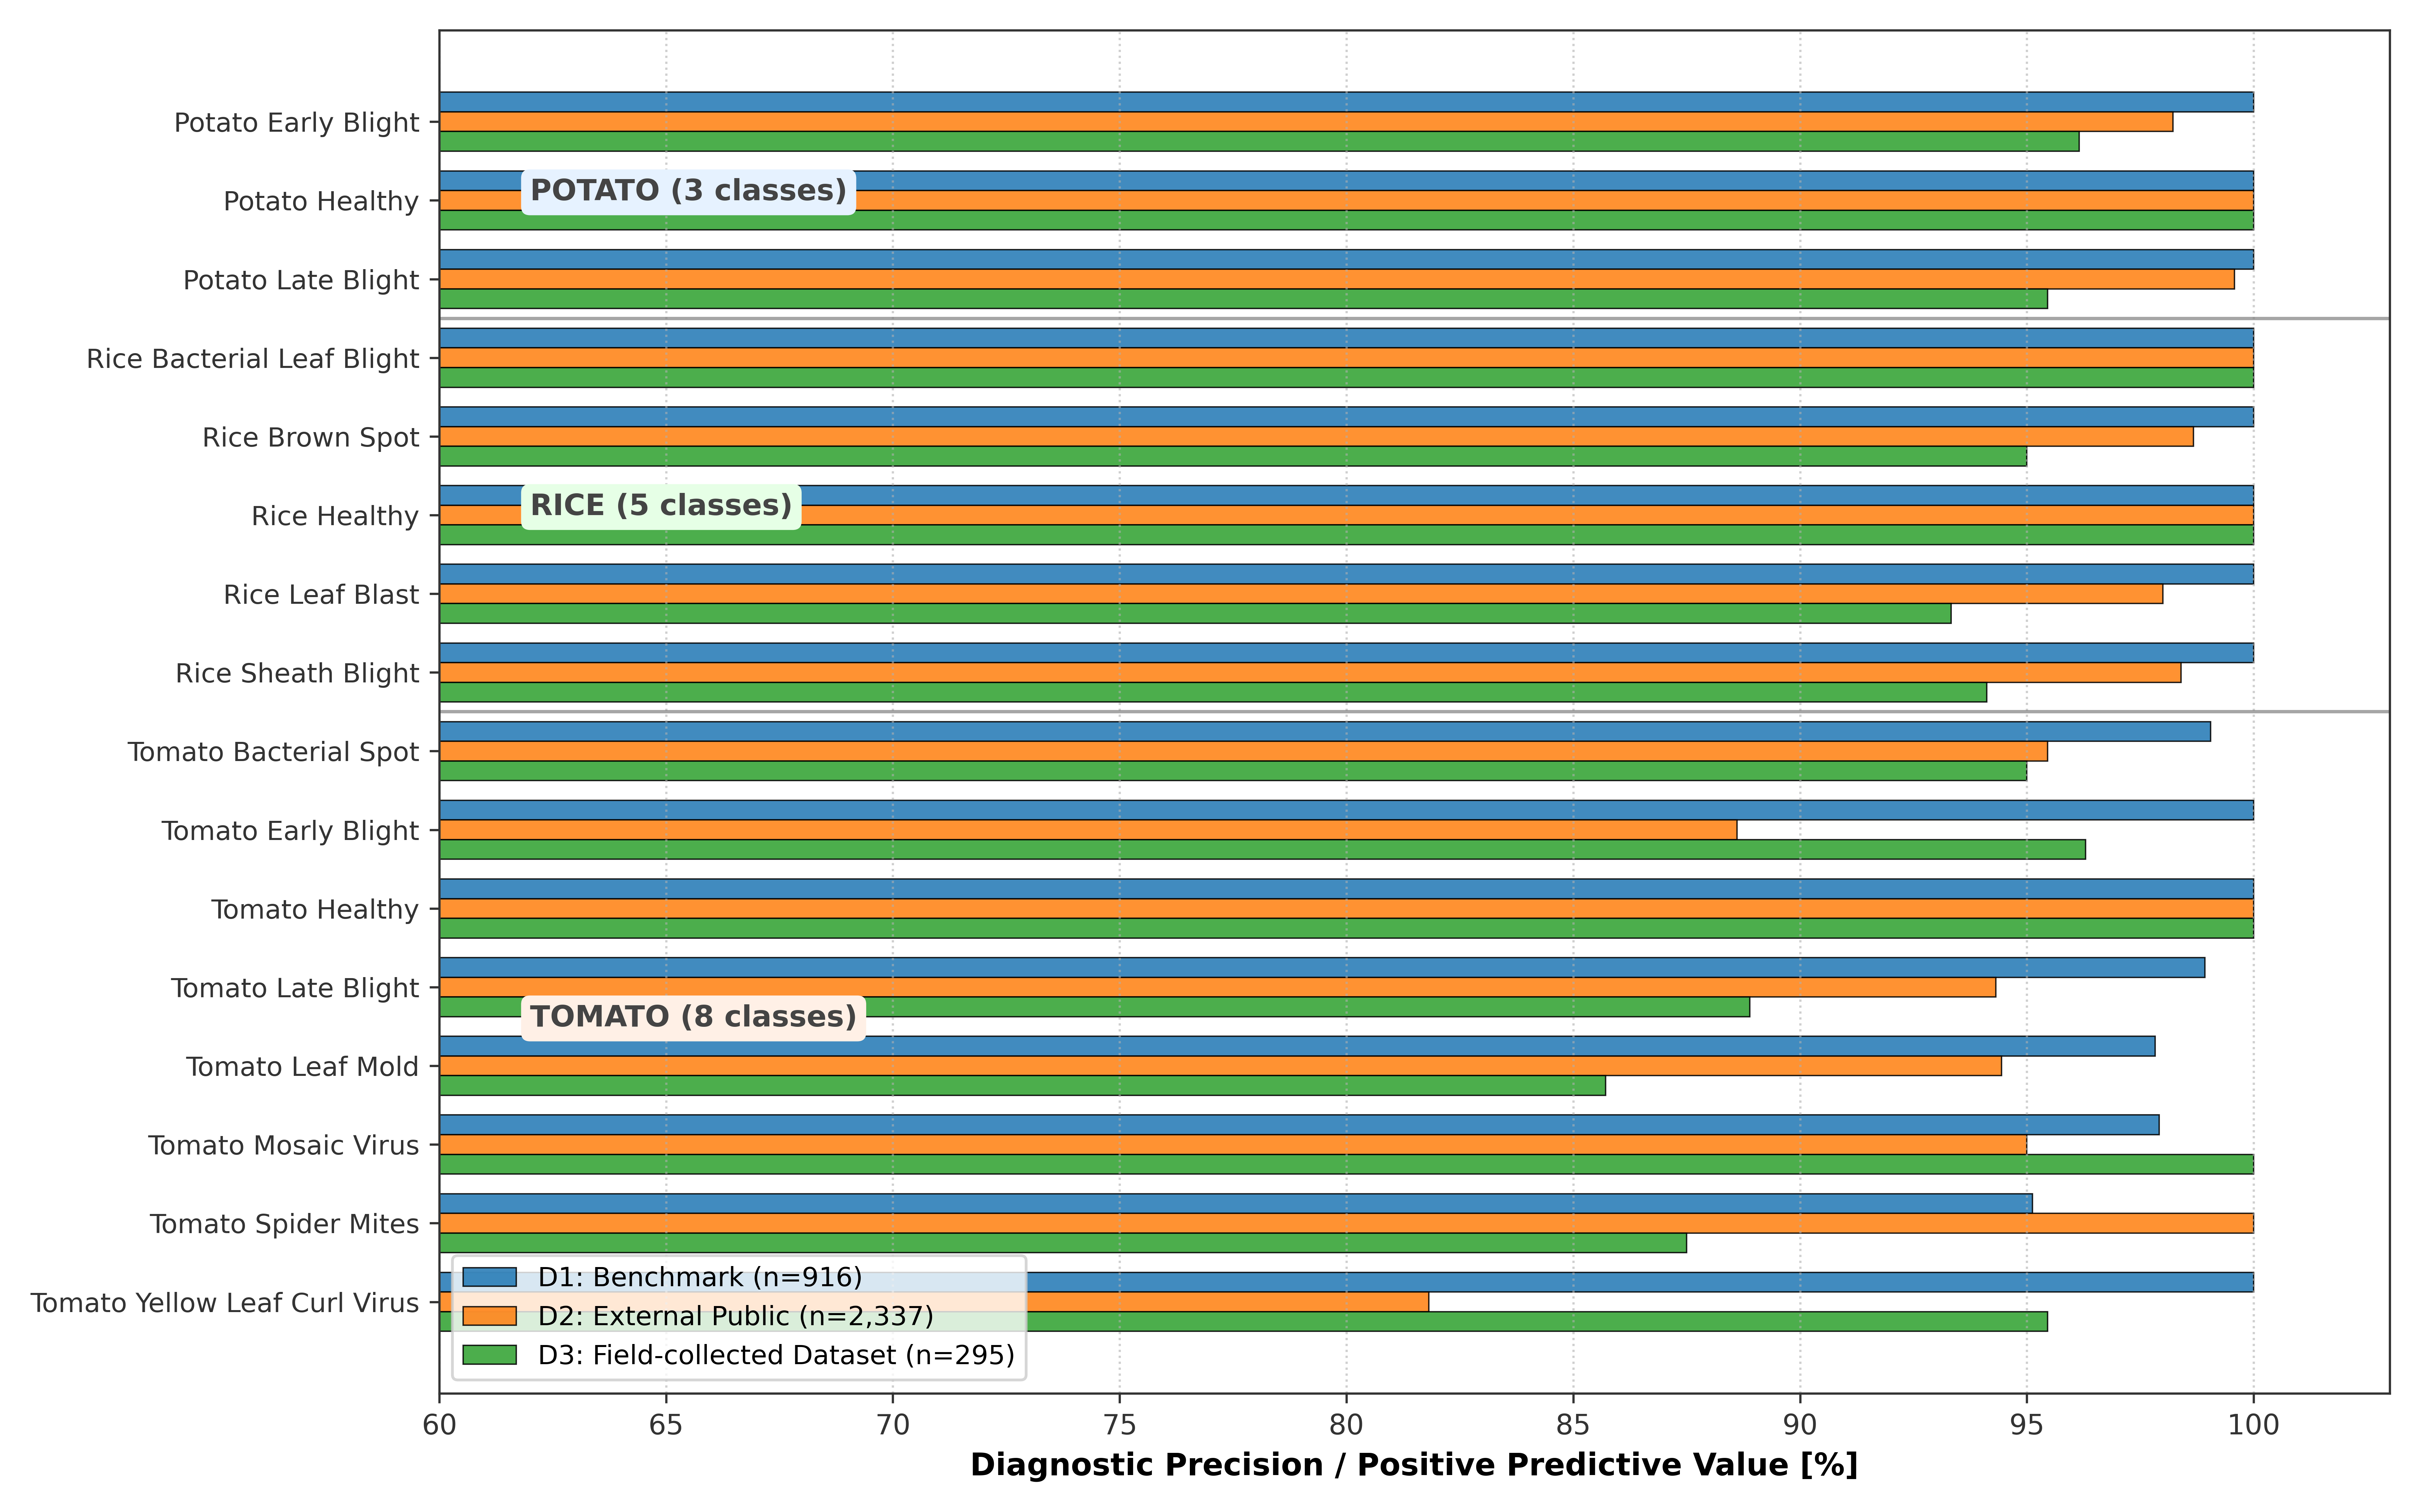 Potato Early Blight
Potato Healthy
POTATO (3 classes)
Potato Late Blight
Rice Bacterial Leaf Blight
Rice Brown Spot
Rice Healthy
RICE (5 classes)
Rice Leaf Blast
Rice Sheath Blight
Tomato Bacterial Spot
Tomato Early Blight
Tomato Healthy
Tomato Late Blight
TOMATO (8 classes)
Tomato Leaf Mold
Tomato Mosaic Virus
Tomato Spider Mites
Tomato Yellow Leaf Curl Virus
D1: Benchmark (n=916)
D2: External Public (n=2,337)
D3: Field-collected Dataset (n=295)
60 65 70 75 80 85 90 95 100
Diagnostic Precision / Positive Predictive Value [%]